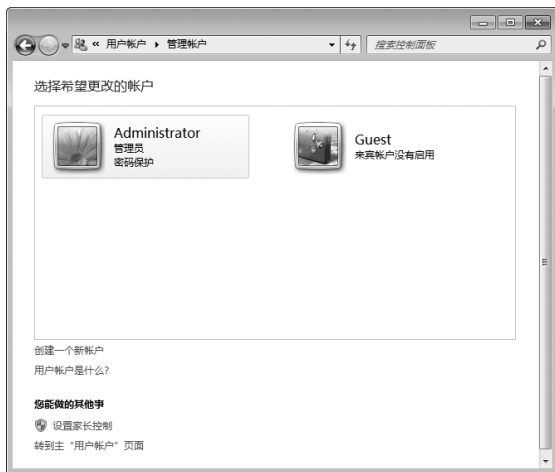 « 用户帐户 ▸ 管理帐户
搜索控制面板
选择希望更改的帐户
Administrator
管理员
密码保护
Guest
来宾帐户没有启用
创建一个新帐户
用户帐户是什么?
您能做的其他事
设置家长控制
转到主“用户帐户”页面